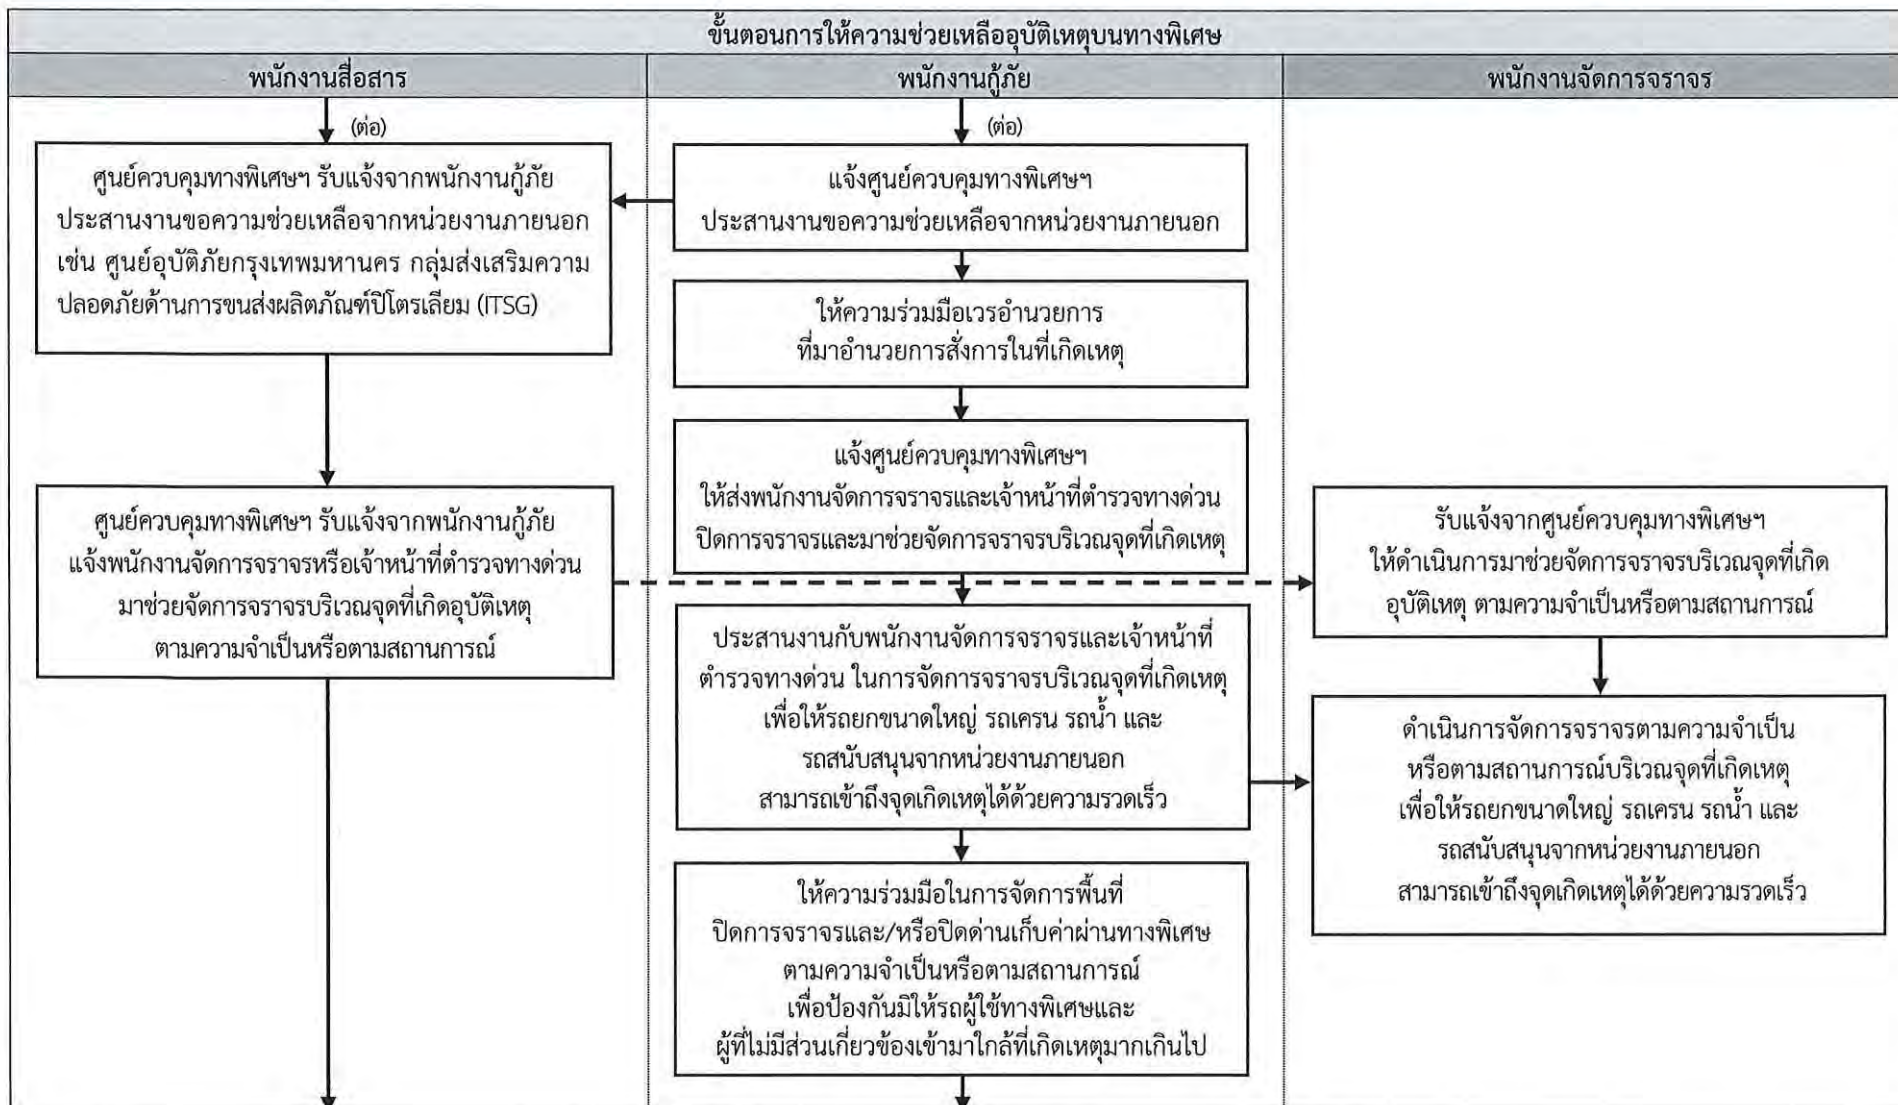 ขั้นตอนการให้ความช่วยเหลืออุบัติเหตุบนทางพิเศษ
พนักงานสื่อสาร
พนักงานกู้ภัย
พนักงานจัดการจราจร
(ต่อ)
ศูนย์ควบคุมทางพิเศษฯ รับแจ้งจากพนักงานกู้ภัย
ประสานงานขอความช่วยเหลือจากหน่วยงานภายนอก
เช่น ศูนย์อุบัติภัยกรุงเทพมหานคร กลุ่มส่งเสริมความ
ปลอดภัยด้านการขนส่งผลิตภัณฑ์ปิโตรเลียม (ITSG)
ศูนย์ควบคุมทางพิเศษฯ รับแจ้งจากพนักงานกู้ภัย
แจ้งพนักงานจัดการจราจรหรือเจ้าหน้าที่ตำรวจทางด่วน
มาช่วยจัดการจราจรบริเวณจุดที่เกิดอุบัติเหตุ
ตามความจำเป็นหรือตามสถานการณ์
(ต่อ)
แจ้งศูนย์ควบคุมทางพิเศษฯ
ประสานงานขอความช่วยเหลือจากหน่วยงานภายนอก
ให้ความร่วมมือเวรอำนวยการ
ที่มาอำนวยการสั่งการในที่เกิดเหตุ
แจ้งศูนย์ควบคุมทางพิเศษฯ
ให้ส่งพนักงานจัดการจราจรและเจ้าหน้าที่ตำรวจทางด่วน
ปิดการจราจรและมาช่วยจัดการจราจรบริเวณจุดที่เกิดเหตุ
ประสานงานกับพนักงานจัดการจราจรและเจ้าหน้าที่
ตำรวจทางด่วน ในการจัดการจราจรบริเวณจุดที่เกิดเหตุ
เพื่อให้รถยกขนาดใหญ่ รถเครน รถน้ำ และ
รถสนับสนุนจากหน่วยงานภายนอก
สามารถเข้าถึงจุดเกิดเหตุได้ด้วยความรวดเร็ว
ให้ความร่วมมือในการจัดการพื้นที่
ปิดการจราจรและ/หรือปิดด่านเก็บค่าผ่านทางพิเศษ
ตามความจำเป็นหรือตามสถานการณ์
เพื่อป้องกันมิให้รถผู้ใช้ทางพิเศษและ
ผู้ที่ไม่มีส่วนเกี่ยวข้องเข้ามาใกล้ที่เกิดเหตุมากเกินไป
รับแจ้งจากศูนย์ควบคุมทางพิเศษฯ
ให้ดำเนินการมาช่วยจัดการจราจรบริเวณจุดที่เกิด
อุบัติเหตุ ตามความจำเป็นหรือตามสถานการณ์
ดำเนินการจัดการจราจรตามความจำเป็น
หรือตามสถานการณ์บริเวณจุดที่เกิดเหตุ
เพื่อให้รถยกขนาดใหญ่ รถเครน รถน้ำ และ
รถสนับสนุนจากหน่วยงานภายนอก
สามารถเข้าถึงจุดเกิดเหตุได้ด้วยความรวดเร็ว